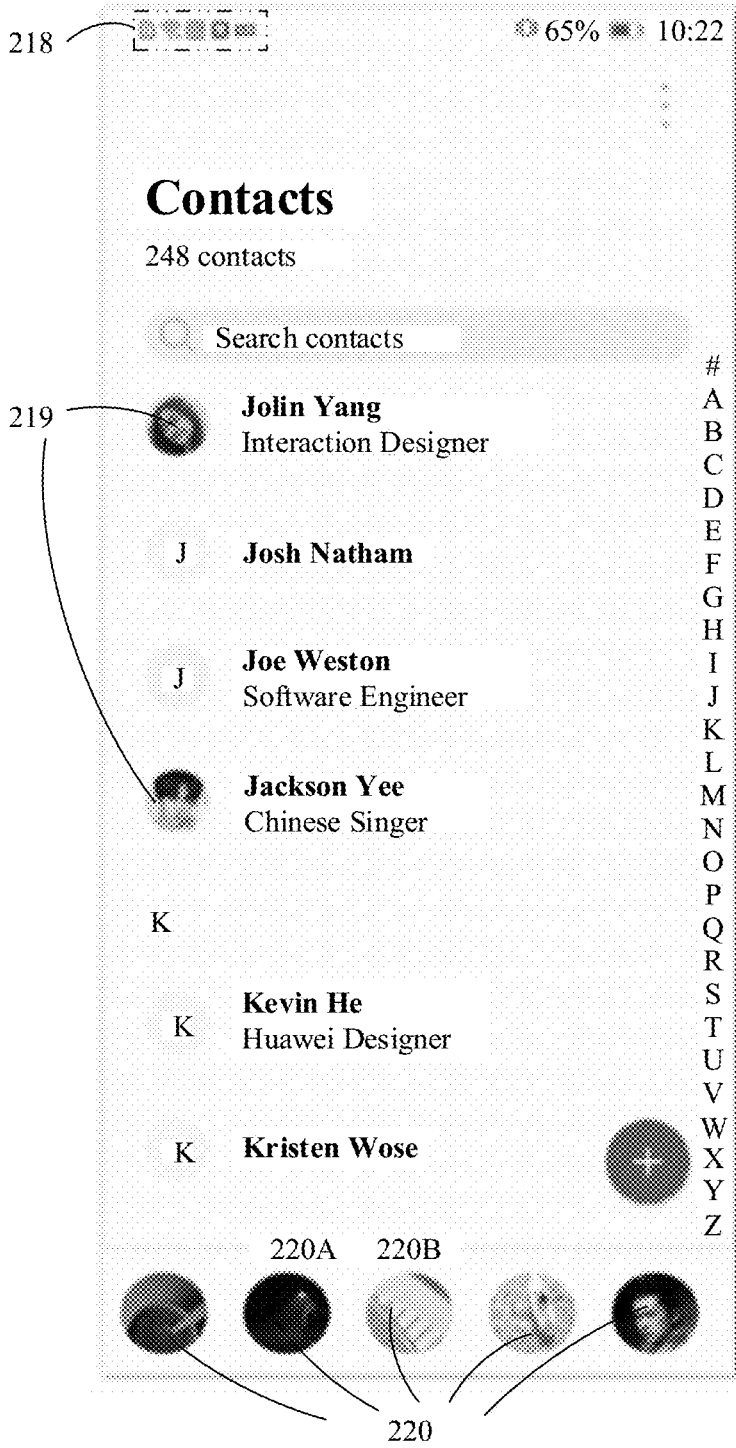 218
65% 10:22
Contacts
248 contacts
Search contacts
219
Jolin Yang
Interaction Designer
J Josh Natham
J Joe Weston
Software Engineer
Jackson Yee
Chinese Singer
K
K Kevin He
Huawei Designer
K Kristen Wose
+
#
A
B
C
D
E
F
G
H
I
J
K
L
M
N
O
P
Q
R
S
T
U
V
W
X
Y
Z
220A 220B
220